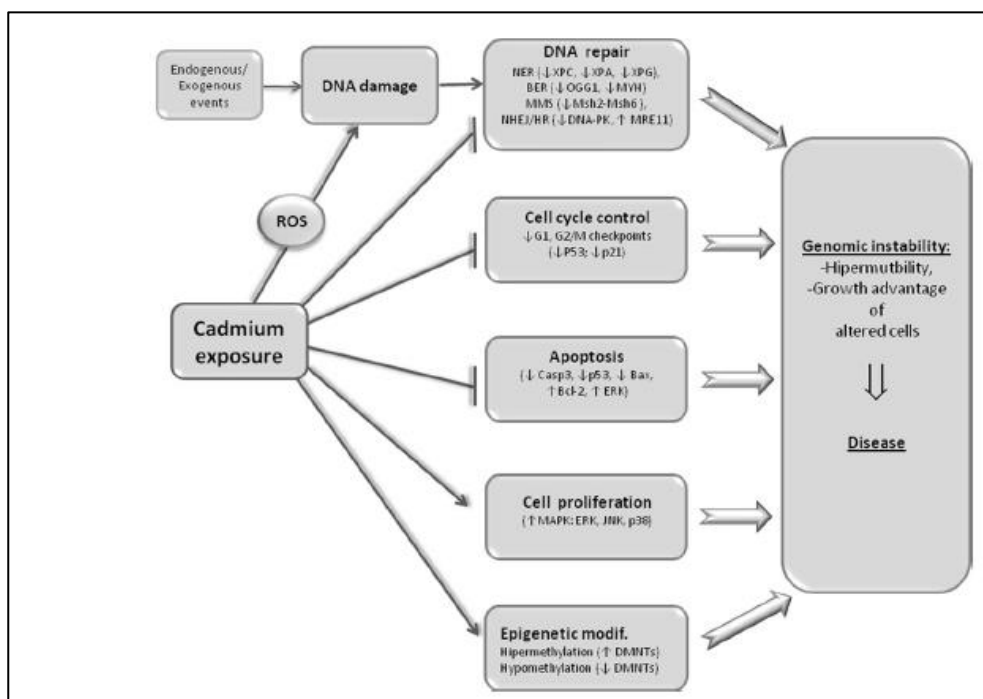 Endogenous/
Exogenous
events
DNA damage
DNA repair
NER (↓XPC, ↓XPA, ↓XPG),
BER (↓OGG1, ↓MYH)
MMS (↓Msh2-Msh6),
NHEJ/HR (↓DNA-PK, ↑ MRE11)
ROS
Cell cycle control
↓G1, G2/M checkpoints
(↓P53; ↓p21)
Cadmium
exposure
Apoptosis
(↓ Casp3, ↓p53, ↓ Bax,
↑Bcl-2, ↑ ERK)
Cell proliferation
(↑MAPK: ERK, JNK, p38)
Epigenetic modif.
Hipermethylation (↑ DMNTs)
Hypomethylation (↓ DMNTs)
Genomic instability:
-Hipermutbility,
-Growth advantage
of
altered cells
⇓
Disease